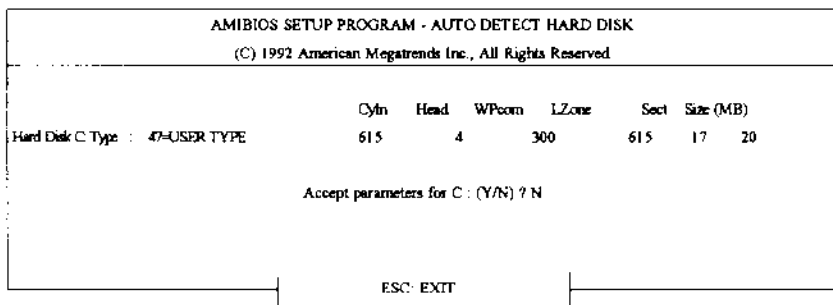 AMIBIOS SETUP PROGRAM - AUTO DETECT HARD DISK
(C) 1992 American Megatrends Inc., All Rights Reserved
Cyln Head WPcom LZone Sect Size (MB)
Hard Disk C Type : 47=USER TYPE 615 4 300 615 17 20
Accept parameters for C : (Y/N) ? N
ESC: EXIT